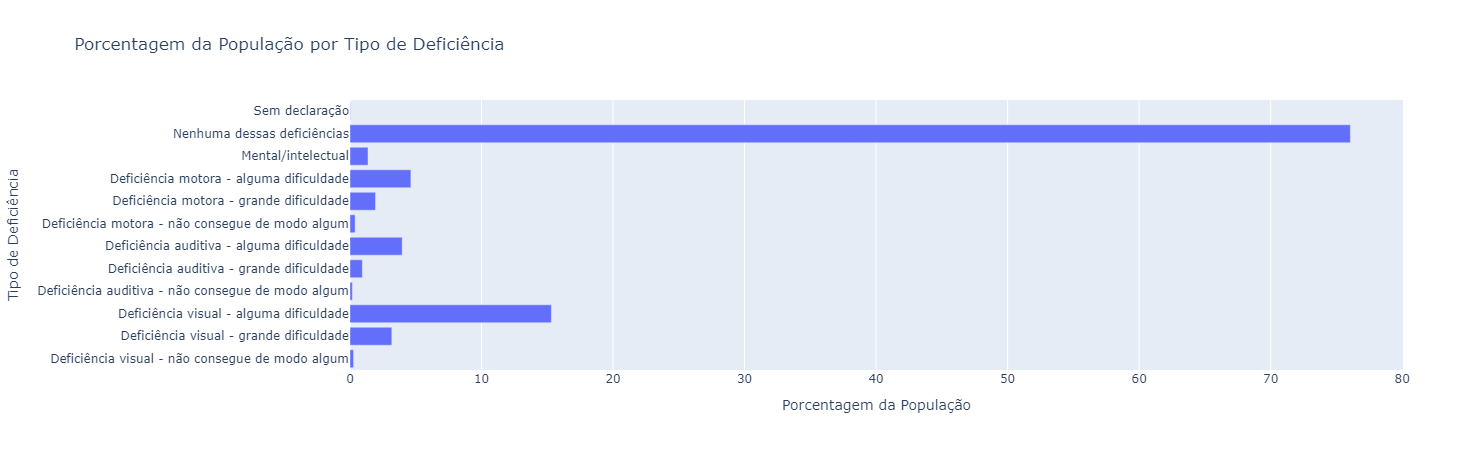 Porcentagem da População por Tipo de Deficiência
Tipo de Deficiência
Sem declaração
Nenhuma dessas deficiências
Mental/intelectual
Deficiência motora - alguma dificuldade
Deficiência motora - grande dificuldade
Deficiência motora - não consegue de modo algum
Deficiência auditiva - alguma dificuldade
Deficiência auditiva - grande dificuldade
Deficiência auditiva - não consegue de modo algum
Deficiência visual - alguma dificuldade
Deficiência visual - grande dificuldade
Deficiência visual - não consegue de modo algum
0 10 20 30 40 50 60 70 80
Porcentagem da População